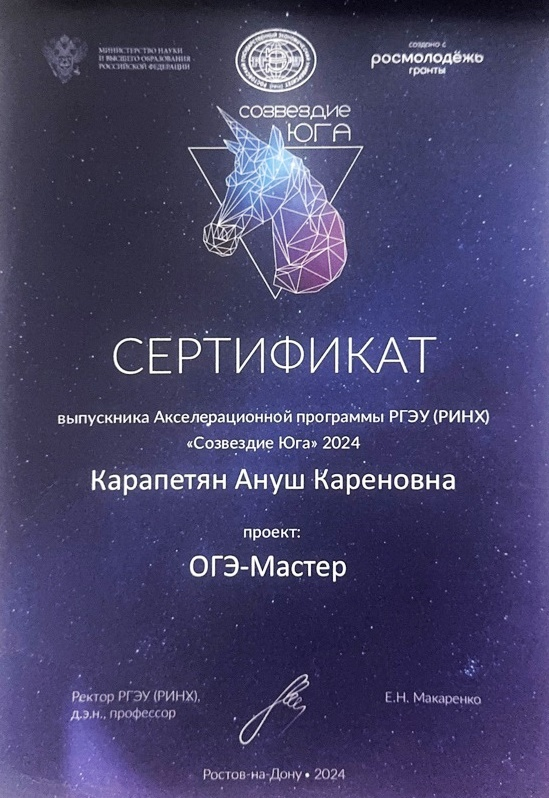 МИНИСТЕРСТВО НАУКИ
И ВЫСШЕГО ОБРАЗОВАНИЯ
РОССИЙСКОЙ ФЕДЕРАЦИИ
создано с
росмолодёжь
гранты
СОЗВЕЗДИЕ
ЮГА
СЕРТИФИКАТ
выпускника Акселерационной программы РГЭУ (РИНХ)
«Созвездие Юга» 2024
Карапетян Ануш Кареновна
проект:
ОГЭ-Мастер
Ректор РГЭУ (РИНХ),
д.э.н., профессор
Е.Н. Макаренко
Ростов-на-Дону • 2024